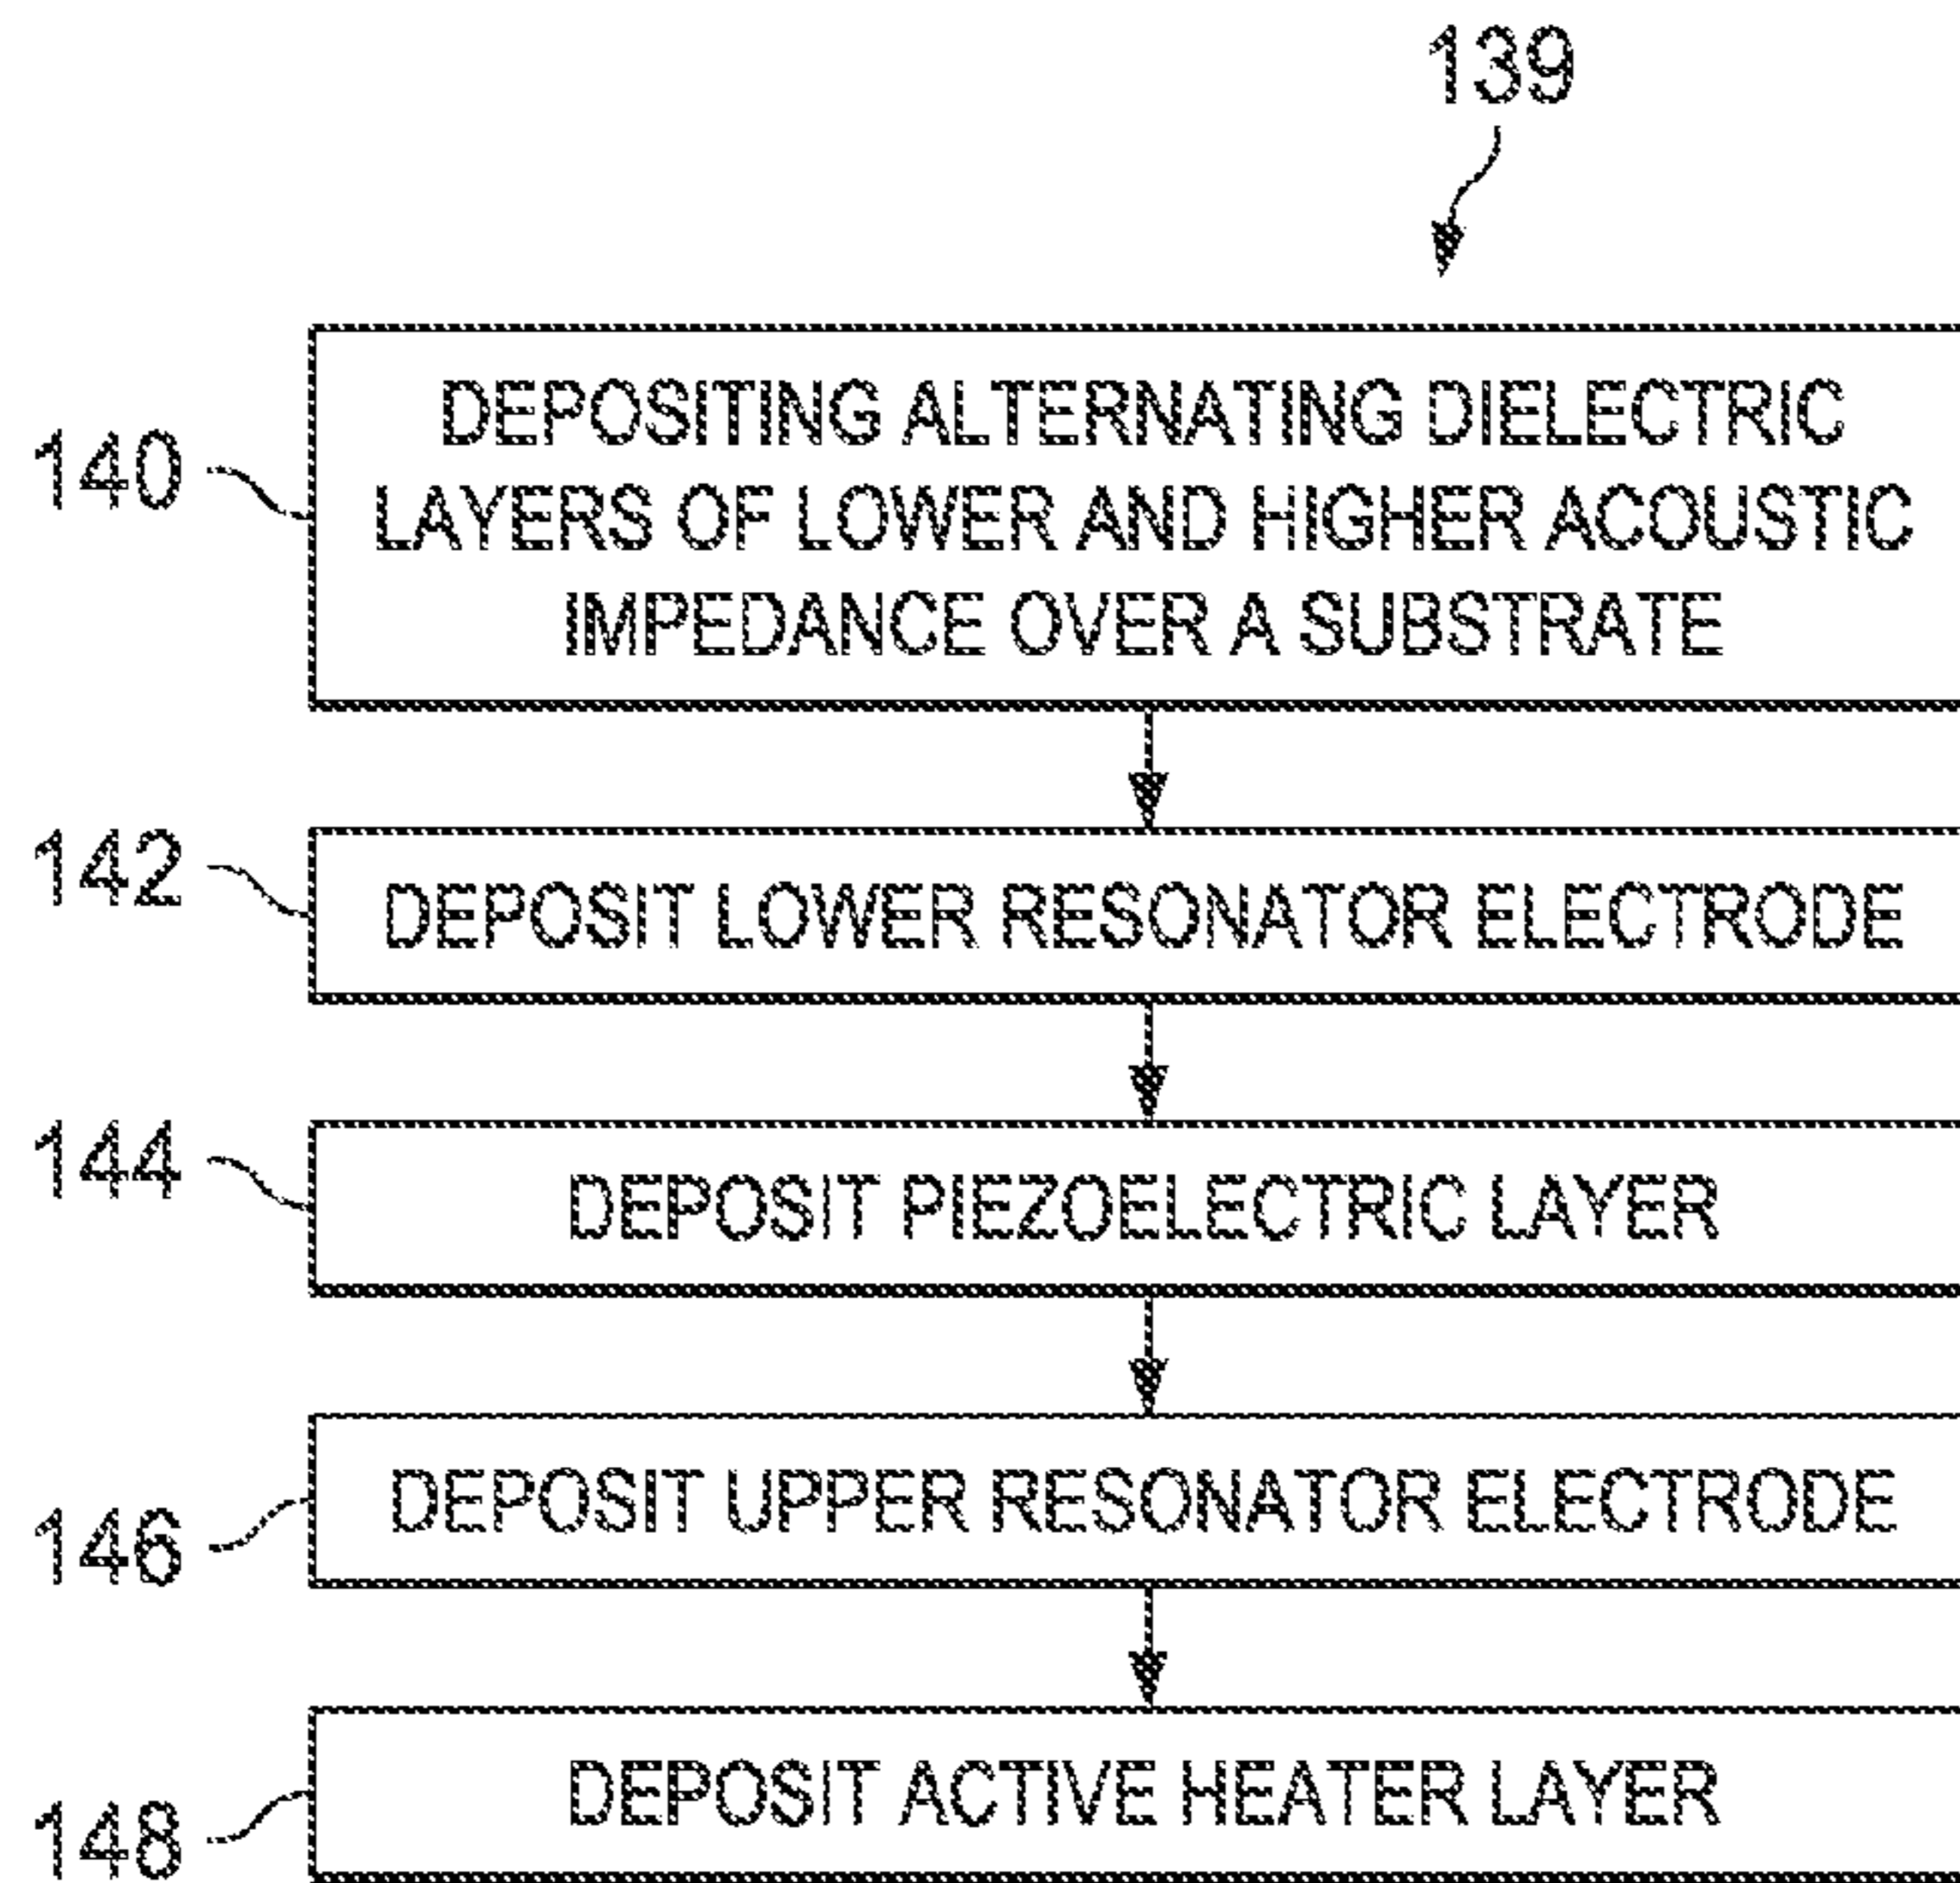 139
140
DEPOSITING ALTERNATING DIELECTRIC
LAYERS OF LOWER AND HIGHER ACOUSTIC
IMPEDANCE OVER A SUBSTRATE
142
DEPOSIT LOWER RESONATOR ELECTRODE
144
DEPOSIT PIEZOELECTRIC LAYER
146
DEPOSIT UPPER RESONATOR ELECTRODE
148
DEPOSIT ACTIVE HEATER LAYER